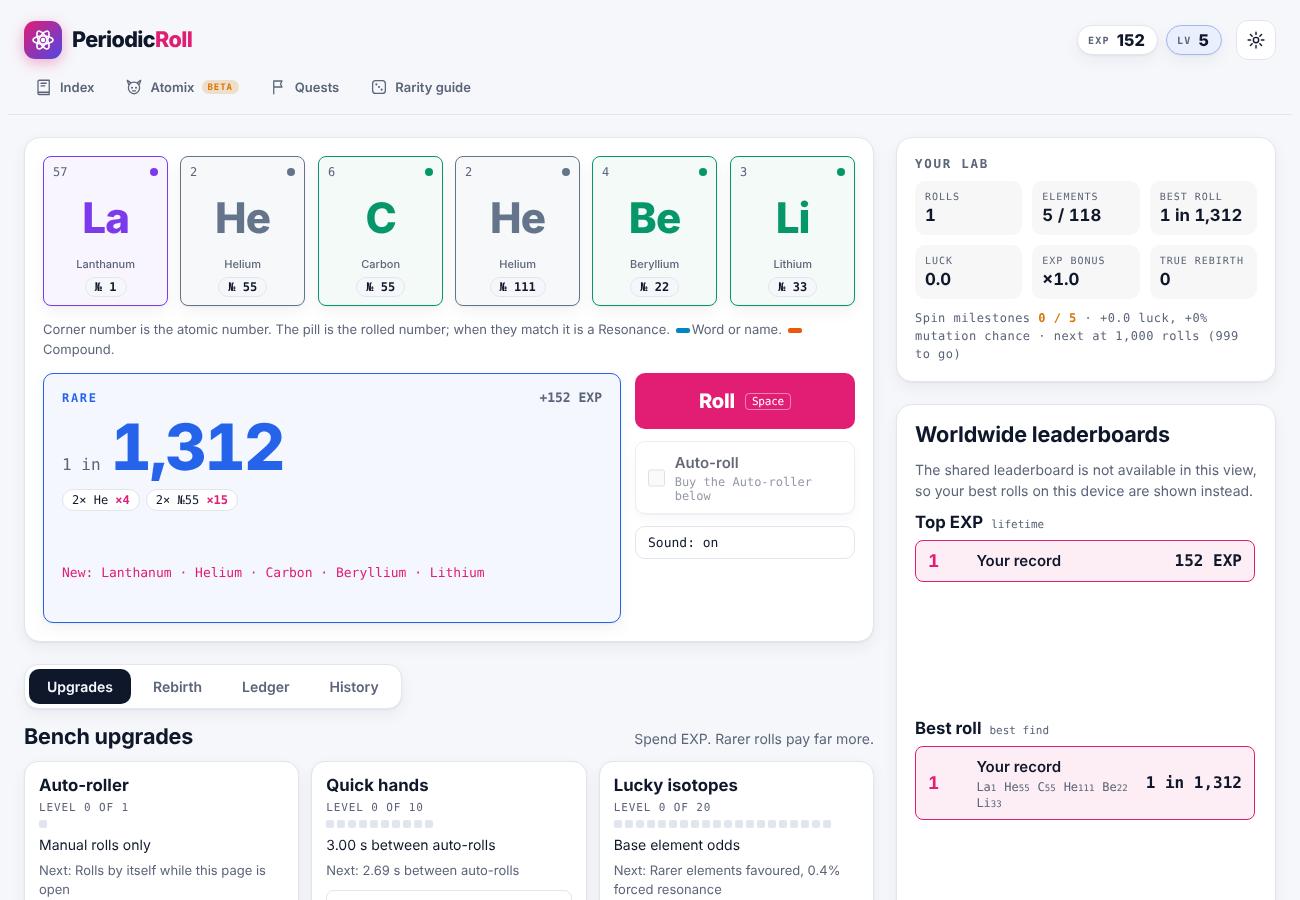 PeriodicRoll
EXP 152
LV 5
Index
Atomix BETA
Quests
Rarity guide
57
La
Lanthanum
№ 1
2
He
Helium
№ 55
6
C
Carbon
№ 55
2
He
Helium
№ 111
4
Be
Beryllium
№ 22
3
Li
Lithium
№ 33
Corner number is the atomic number. The pill is the rolled number; when they match it is a Resonance. Word or name.
Compound.
RARE
+152 EXP
1 in 1,312
2× He ×4
2× №55 ×15
New: Lanthanum · Helium · Carbon · Beryllium · Lithium
Roll Space
Auto-roll
Buy the Auto-roller
below
Sound: on
YOUR LAB
ROLLS
1
ELEMENTS
5 / 118
BEST ROLL
1 in 1,312
LUCK
0.0
EXP BONUS
×1.0
TRUE REBIRTH
0
Spin milestones 0 / 5 · +0.0 luck, +0%
mutation chance · next at 1,000 rolls (999
to go)
Worldwide leaderboards
The shared leaderboard is not available in this view,
so your best rolls on this device are shown instead.
Top EXP lifetime
1 Your record 152 EXP
Best roll best find
1 Your record 1 in 1,312
La₁ He₅₅ C₅₅ He₁₁₁ Be₂₂
Li₃₃
Upgrades
Rebirth
Ledger
History
Bench upgrades
Spend EXP. Rarer rolls pay far more.
Auto-roller
LEVEL 0 OF 1
Manual rolls only
Next: Rolls by itself while this page is
open
Quick hands
LEVEL 0 OF 10
3.00 s between auto-rolls
Next: 2.69 s between auto-rolls
Lucky isotopes
LEVEL 0 OF 20
Base element odds
Next: Rarer elements favoured, 0.4%
forced resonance